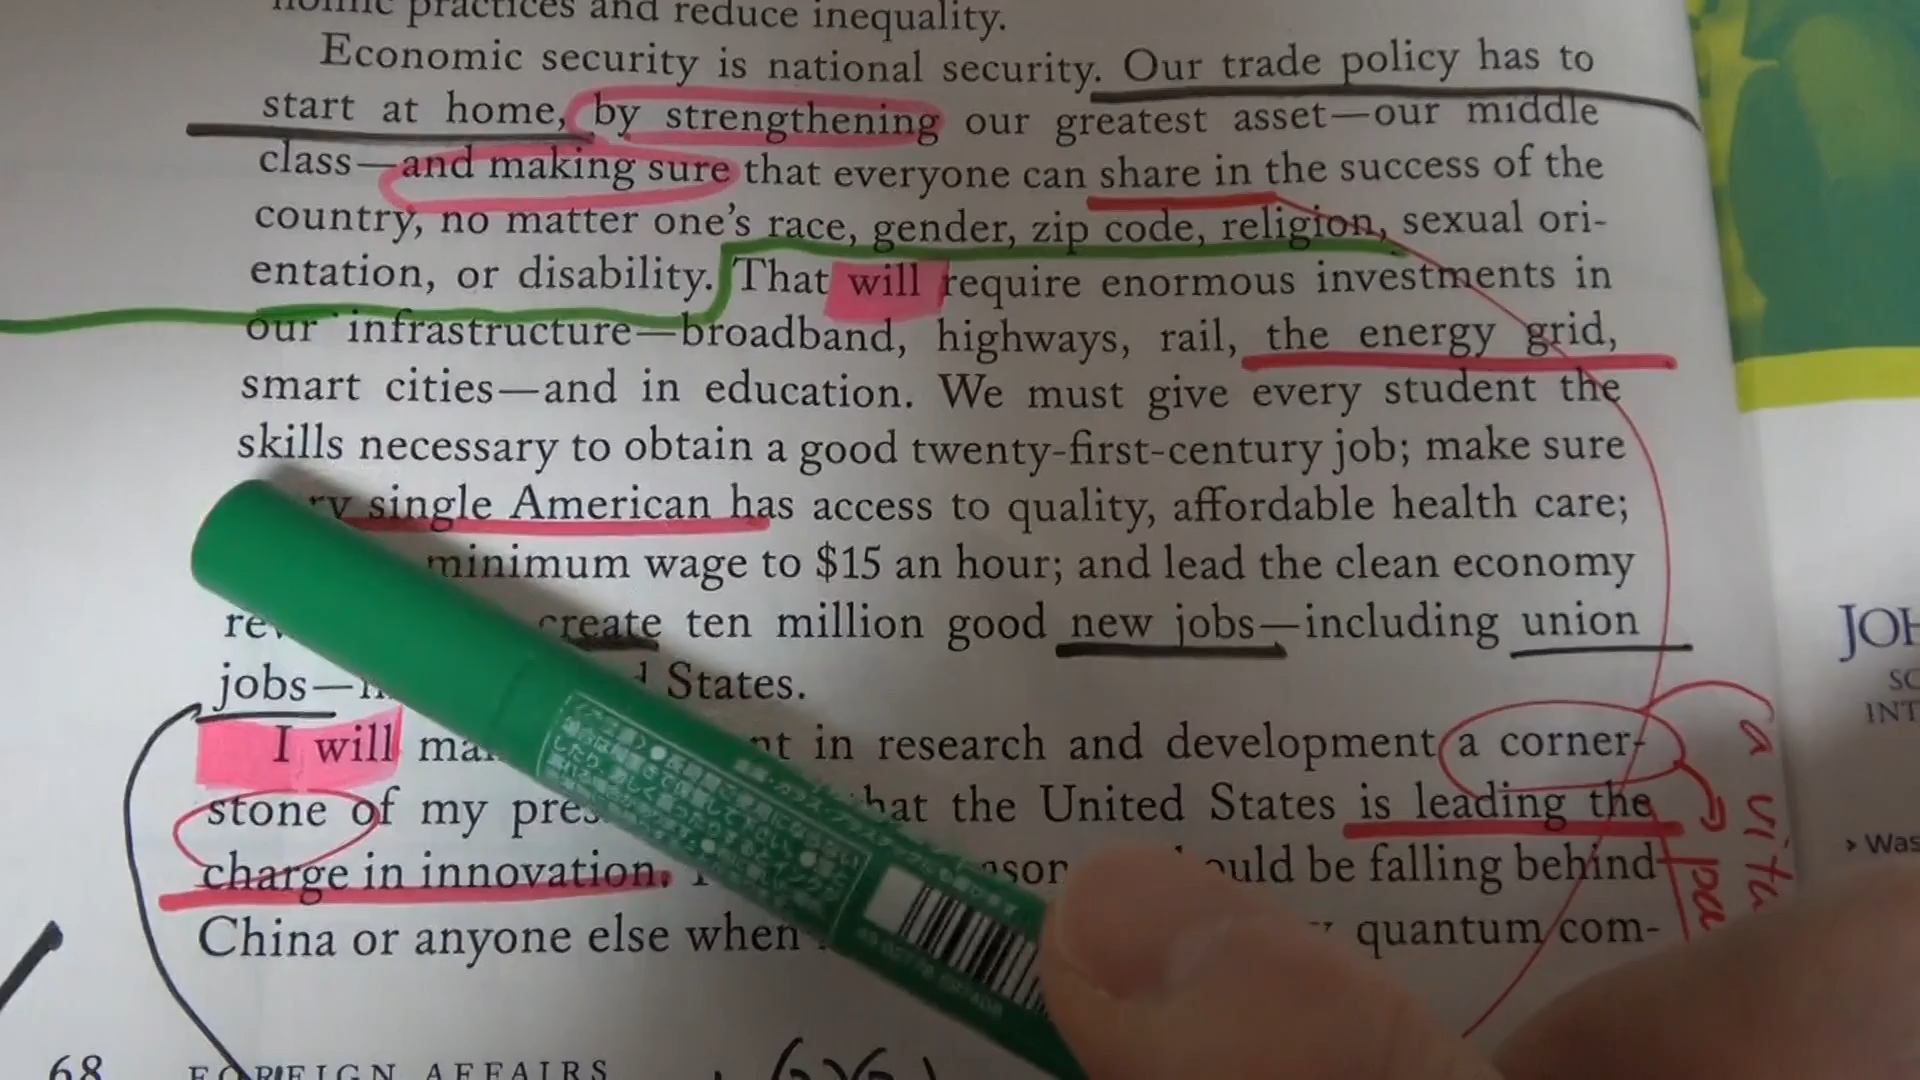 practices and reduce inequality.
Economic security is national security. Our trade policy has to
start at home, by strengthening our greatest asset—our middle
class—and making sure that everyone can share in the success of the
country, no matter one's race, gender, zip code, religion, sexual ori-
entation, or disability. That will require enormous investments in
our infrastructure—broadband, highways, rail, the energy grid,
smart cities—and in education. We must give every student the
skills necessary to obtain a good twenty-first-century job; make sure
single American has access to quality, affordable health care;
minimum wage to $15 an hour; and lead the clean economy
create ten million good new jobs—including union
jobs— States.
I will in research and development a corner-
stone of my that the United States is leading the
charge in innovation. be falling behind
China or anyone else when quantum com-
68 FOREIGN AFFAIRS
a
JOH
SC
INT
> Was